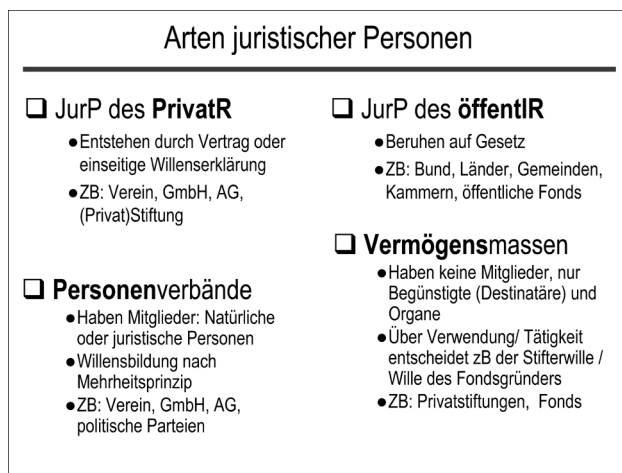 Arten juristischer Personen
❑ JurP des PrivatR
●Entstehen durch Vertrag oder
einseitige Willenserklärung
●ZB: Verein, GmbH, AG,
(Privat)Stiftung
❑ Personenverbände
●Haben Mitglieder: Natürliche
oder juristische Personen
●Willensbildung nach
Mehrheitsprinzip
●ZB: Verein, GmbH, AG,
politische Parteien
❑ JurP des öffentlR
●Beruhen auf Gesetz
●ZB: Bund, Länder, Gemeinden,
Kammern, öffentliche Fonds
❑ Vermögensmassen
●Haben keine Mitglieder, nur
Begünstigte (Destinatäre) und
Organe
●Über Verwendung/ Tätigkeit
entscheidet zB der Stifterwille /
Wille des Fondsgründers
●ZB: Privatstiftungen, Fonds